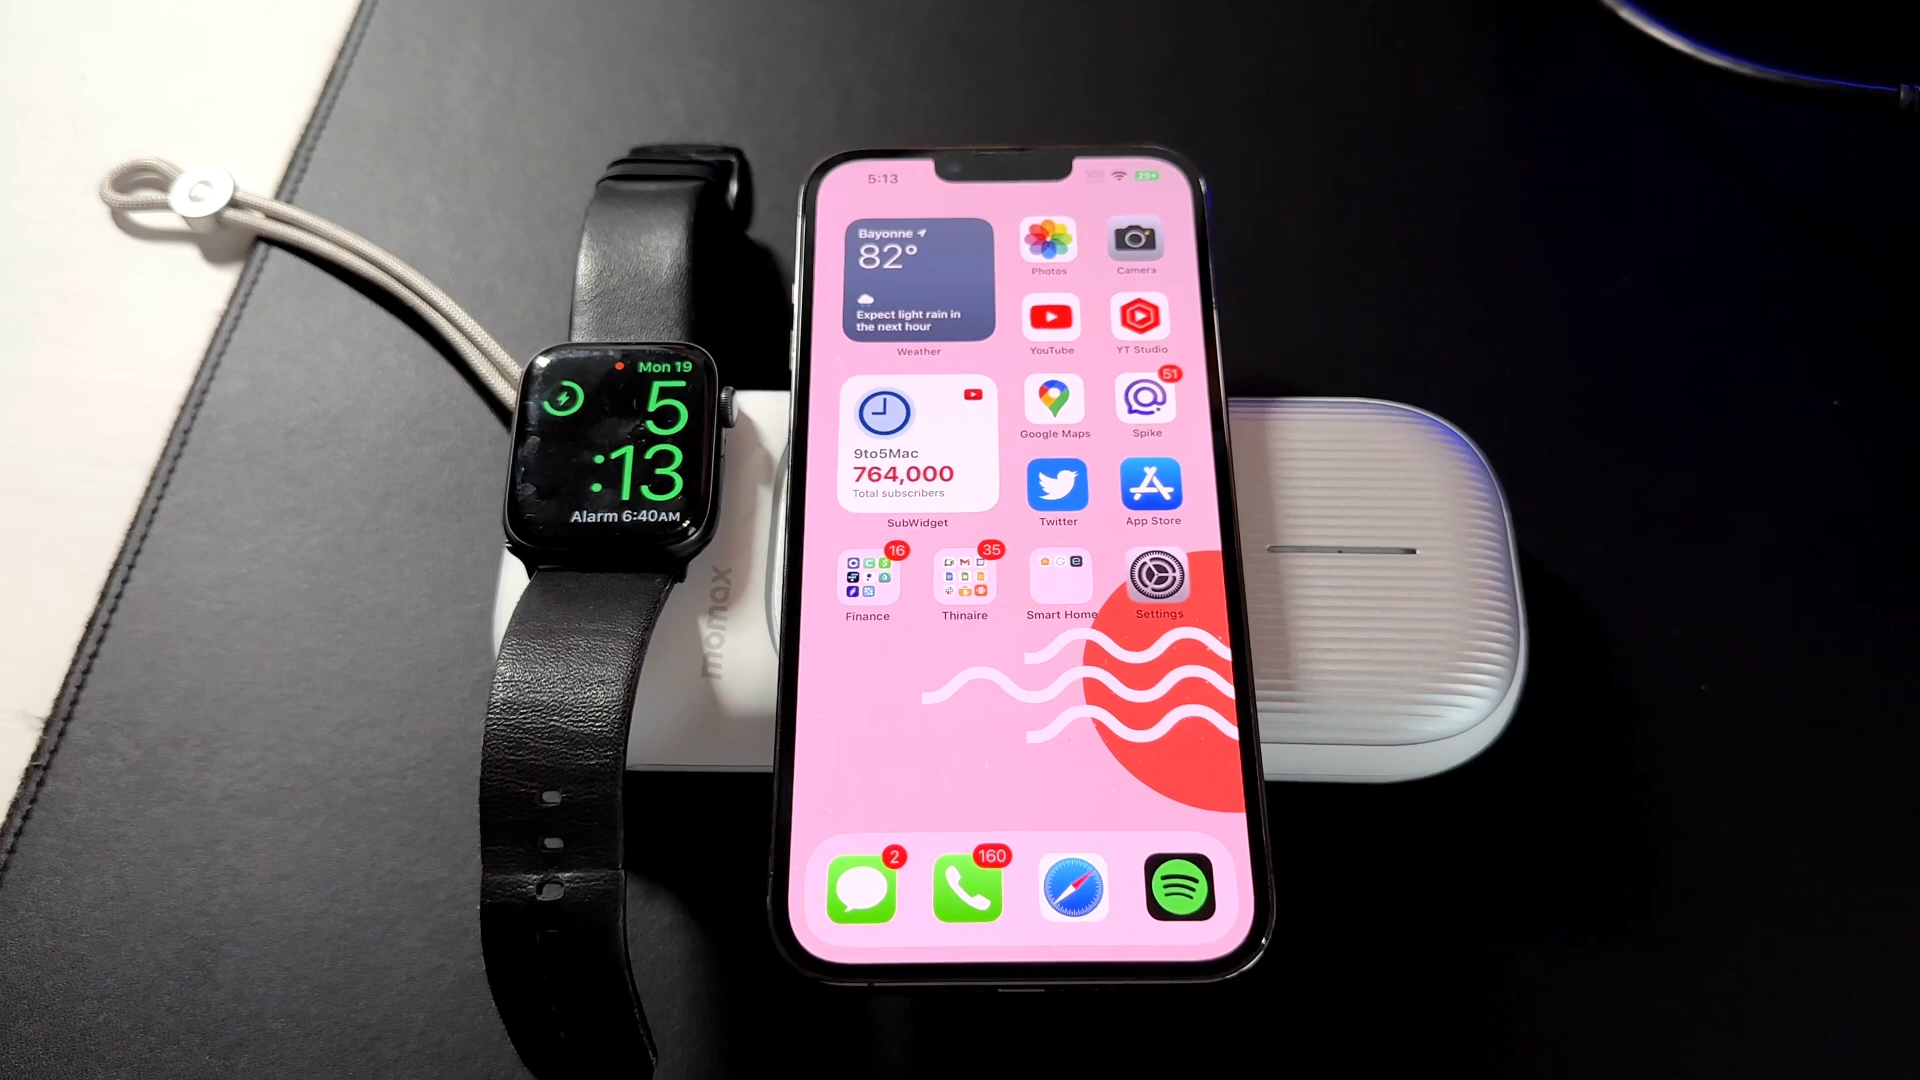 Mon 19
5
:13
Alarm 6:40AM
momax
5:13
25+
Bayonne
82°
Expect light rain in
the next hour
Weather
Photos
Camera
YouTube
YT Studio
9to5Mac
764,000
Total subscribers
SubWidget
Google Maps
51
Spike
Twitter
App Store
16
Finance
35
Thinaire
Smart Home
Settings
2
160